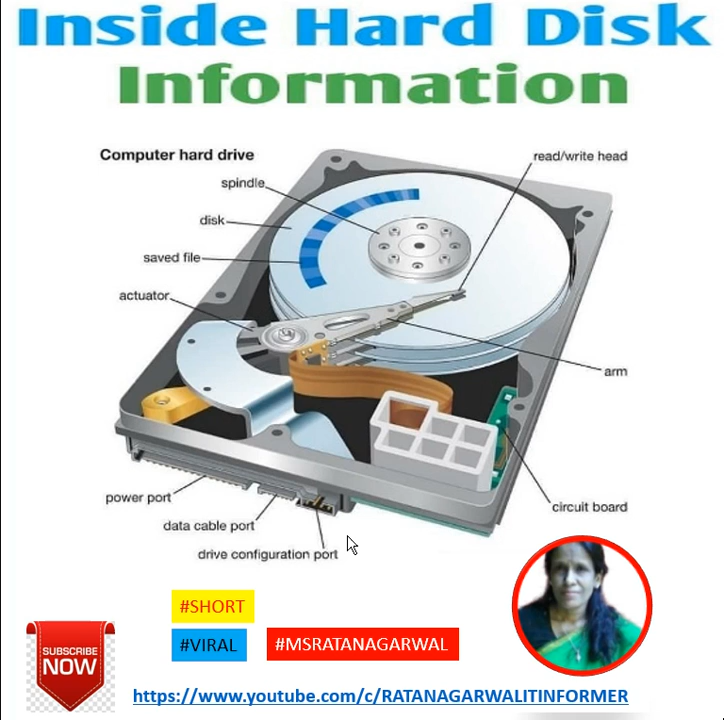 Inside Hard Disk
Information
Computer hard drive
read/write head
spindle
disk
saved file
actuator
arm
power port
circuit board
data cable port
drive configuration port
#SHORT
#VIRAL
#MSRATANAGARWAL
SUBSCRIBE
NOW
https://www.youtube.com/c/RATANAGARWALITINFORMER